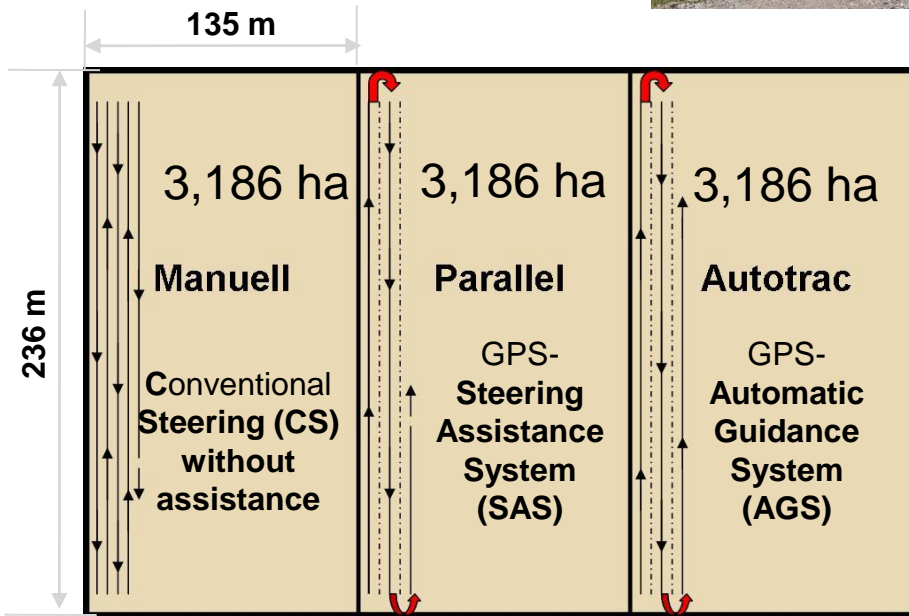 135 m
236 m
3,186 ha
Manuell
Conventional
Steering (CS)
without
assistance
3,186 ha
Parallel
GPS-
Steering
Assistance
System
(SAS)
3,186 ha
Autotrac
GPS-
Automatic
Guidance
System
(AGS)